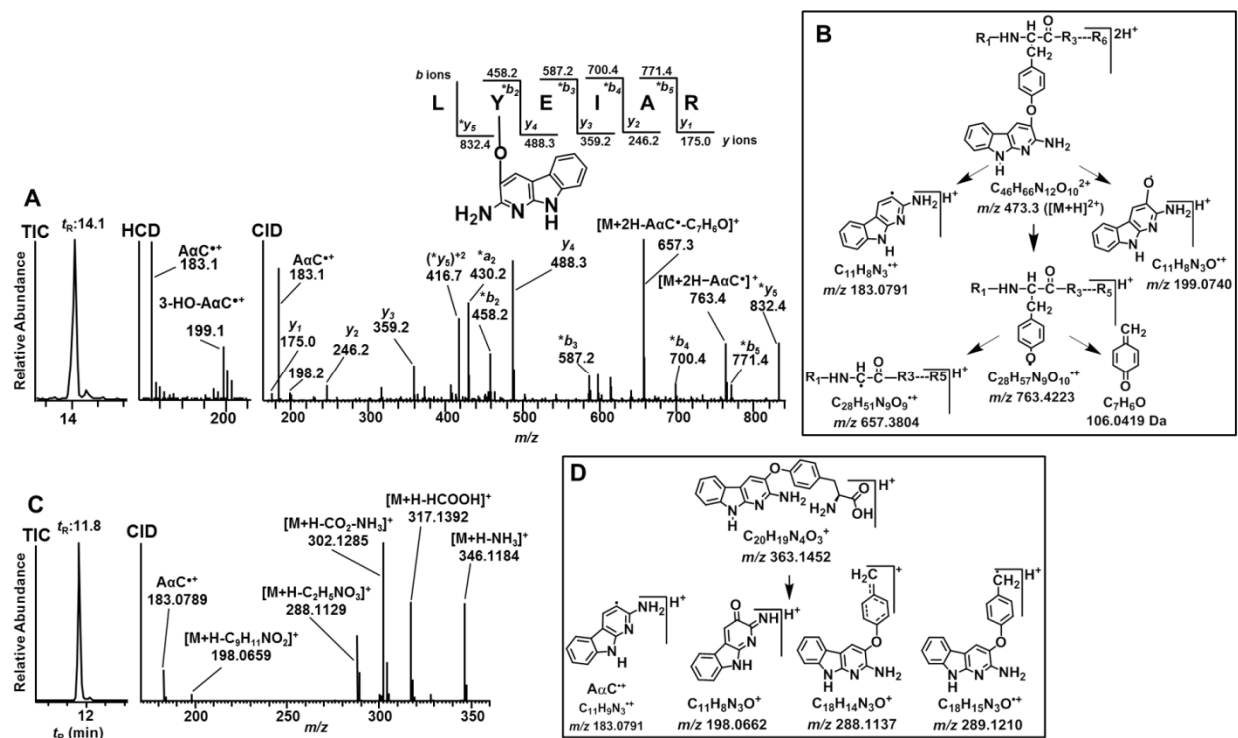 b ions
458.2 587.2 700.4 771.4
L Y *b2 E *b3 I *b4 A *b5 R
*y5 y4 y3 y2 y1
832.4 488.3 359.2 246.2 175.0 y ions
O
H2N N N H
A
TIC tR:14.1
Relative Abundance
14
HCD
AαC•+
183.1
3-HO-AαC•+
199.1
200
CID
AαC•+
183.1
y1
175.0
198.2
y2
246.2
y3
359.2
(*y5)+2
416.7
*a2
430.2
*b2
458.2
y4
488.3
*b3
587.2
[M+2H-AαC•-C7H6O]+
657.3
*b4
700.4
[M+2H-AαC•]+
763.4
*b5
771.4
*y5
832.4
200 300 400 500 600 700 800
m/z
B
R1—HN—CH—C—R3---R6 2H+
O
CH2
O
NH2
N
N
H
C46H66N12O10 2+
m/z 473.3 ([M+H]2+)
NH2 H+
N
N
H
C11H8N3•+
m/z 183.0791
O•
NH2 H+
N
N
H
C11H8N3O•+
m/z 199.0740
R1—HN—CH—C—R3---R5 H+
O
CH2
O•
C28H57N9O10•+
m/z 763.4223
R1—HN—CH—C—R3---R5 H+
O
C28H51N9O9•+
m/z 657.3804
CH2
O
C7H6O
106.0419 Da
C
TIC tR:11.8
Relative Abundance
12
tR (min)
CID
AαC•+
183.0789
[M+H-C9H11NO2]+
198.0659
[M+H-C2H5NO3]+
288.1129
[M+H-CO2-NH3]+
302.1285
[M+H-HCOOH]+
317.1392
[M+H-NH3]+
346.1184
200 240 280 320 360
m/z
D
O
O
OH
H2N
NH2
N
N
H
H+
C20H19N4O3+
m/z 363.1452
NH2 H+
N
N
H
AαC•+
C11H9N3•+
m/z 183.0791
O
NH H+
N
N
H
C11H8N3O+
m/z 198.0662
H2C +
O
NH2
N
N
H
C18H14N3O+
m/z 288.1137
CH2 H+
O
NH2
N
N
H
C18H15N3O•+
m/z 289.1210